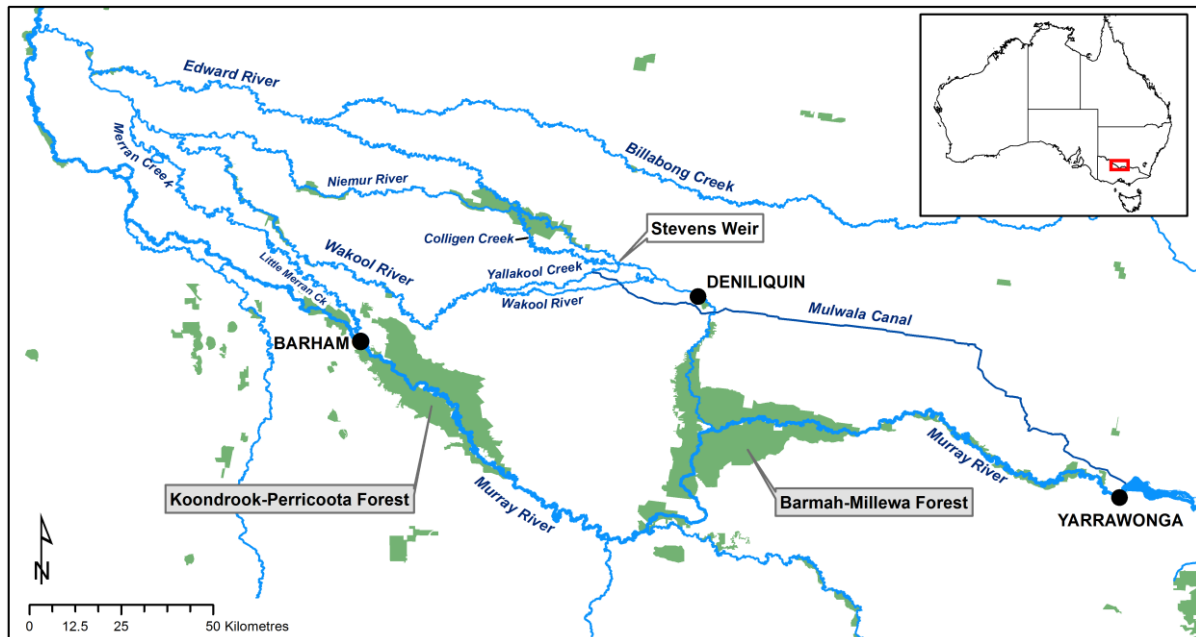 Edward River
Merran Creek
Niemur River
Billabong Creek
Colligen Creek
Stevens Weir
Wakool River
Yallakool Creek
Little Merran Ck
Wakool River
DENILIQUIN
Mulwala Canal
BARHAM
Murray River
Koondrook-Perricoota Forest
Murray River
Barmah-Millewa Forest
YARRAWONGA
N
0 12.5 25 50 Kilometres